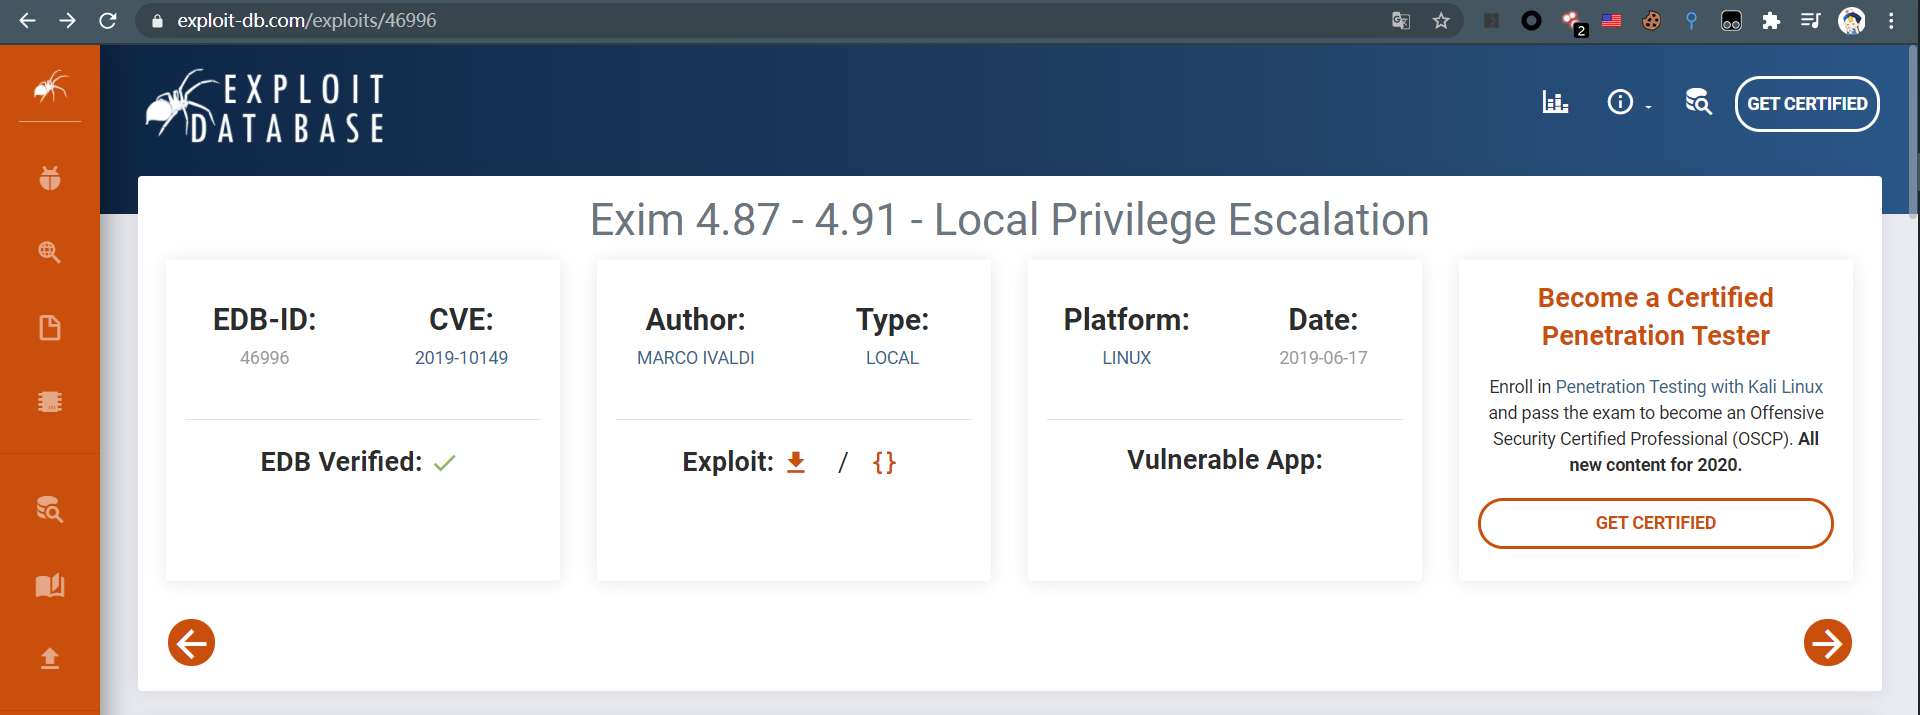 exploit-db.com/exploits/46996
2
EXPLOIT
DATABASE
GET CERTIFIED
Exim 4.87 - 4.91 - Local Privilege Escalation
EDB-ID:
46996
CVE:
2019-10149
EDB Verified:
Author:
MARCO IVALDI
Type:
LOCAL
Exploit: / {}
Platform:
LINUX
Date:
2019-06-17
Vulnerable App:
Become a Certified
Penetration Tester
Enroll in Penetration Testing with Kali Linux
and pass the exam to become an Offensive
Security Certified Professional (OSCP). All
new content for 2020.
GET CERTIFIED